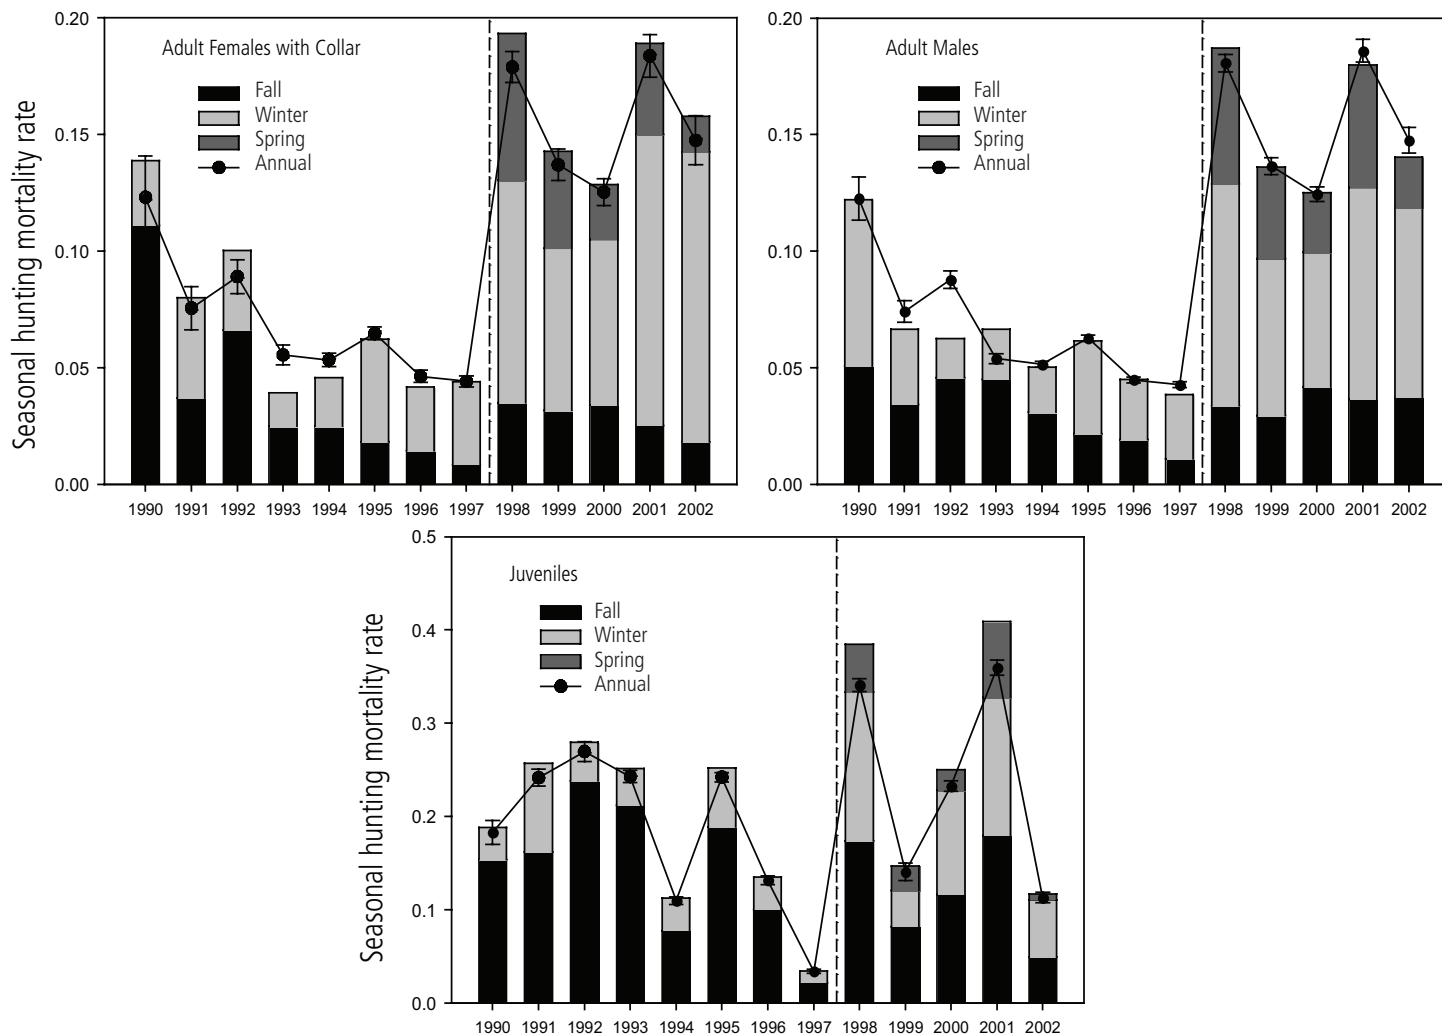 Seasonal hunting mortality rate
0.20
0.15
0.10
0.05
0.00
Adult Females with Collar
Fall
Winter
Spring
Annual
1990 1991 1992 1993 1994 1995 1996 1997 1998 1999 2000 2001 2002
0.20
0.15
0.10
0.05
0.00
Adult Males
Fall
Winter
Spring
Annual
1990 1991 1992 1993 1994 1995 1996 1997 1998 1999 2000 2001 2002
Seasonal hunting mortality rate
0.5
0.4
0.3
0.2
0.1
0.0
Juveniles
Fall
Winter
Spring
Annual
1990 1991 1992 1993 1994 1995 1996 1997 1998 1999 2000 2001 2002